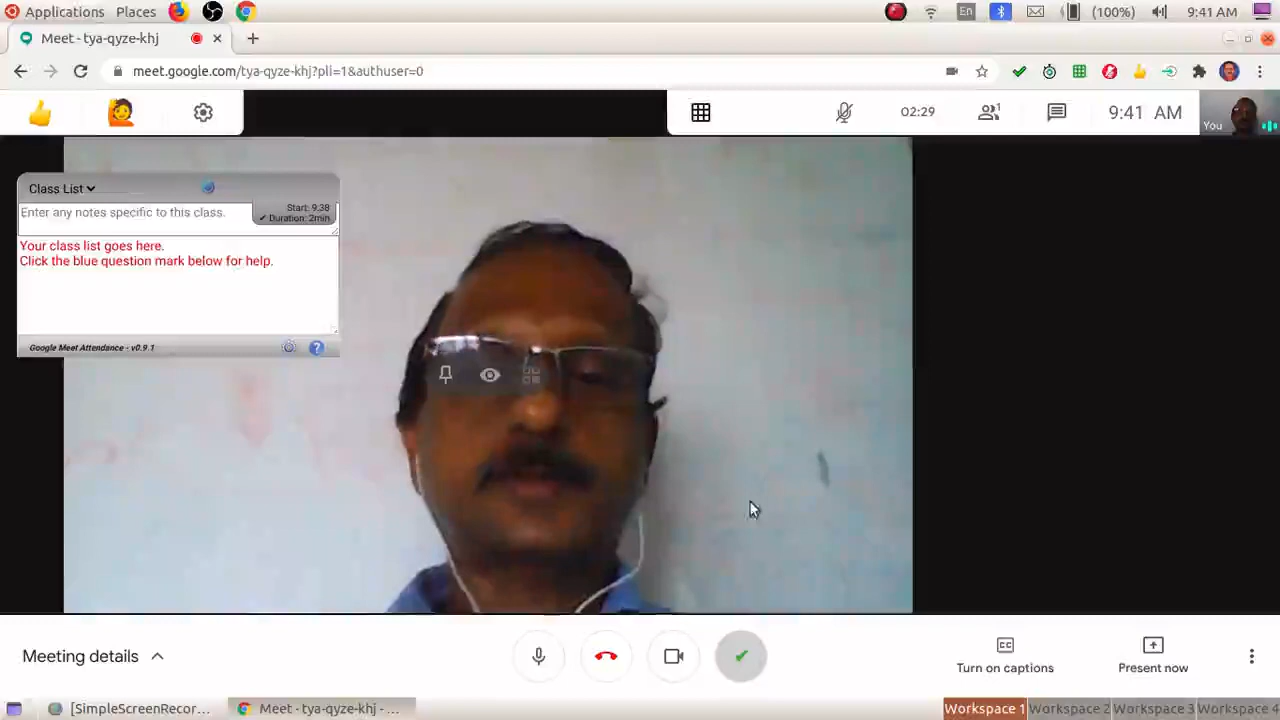 Applications Places En (100%) 9:41 AM
Meet - tya-qyze-khj
meet.google.com/tya-qyze-khj?pli=1&authuser=0
02:29 1 9:41 AM You
Class List
Start: 9.38
Enter any notes specific to this class.
✔ Duration: 2min
Your class list goes here.
Click the blue question mark below for help.
Google Meet Attendance - v0.9.1 ?
Meeting details
CC
Turn on captions Present now
[SimpleScreenRecor... Meet - tya-qyze-khj - ... Workspace 1 Workspace 2 Workspace 3 Workspace 4